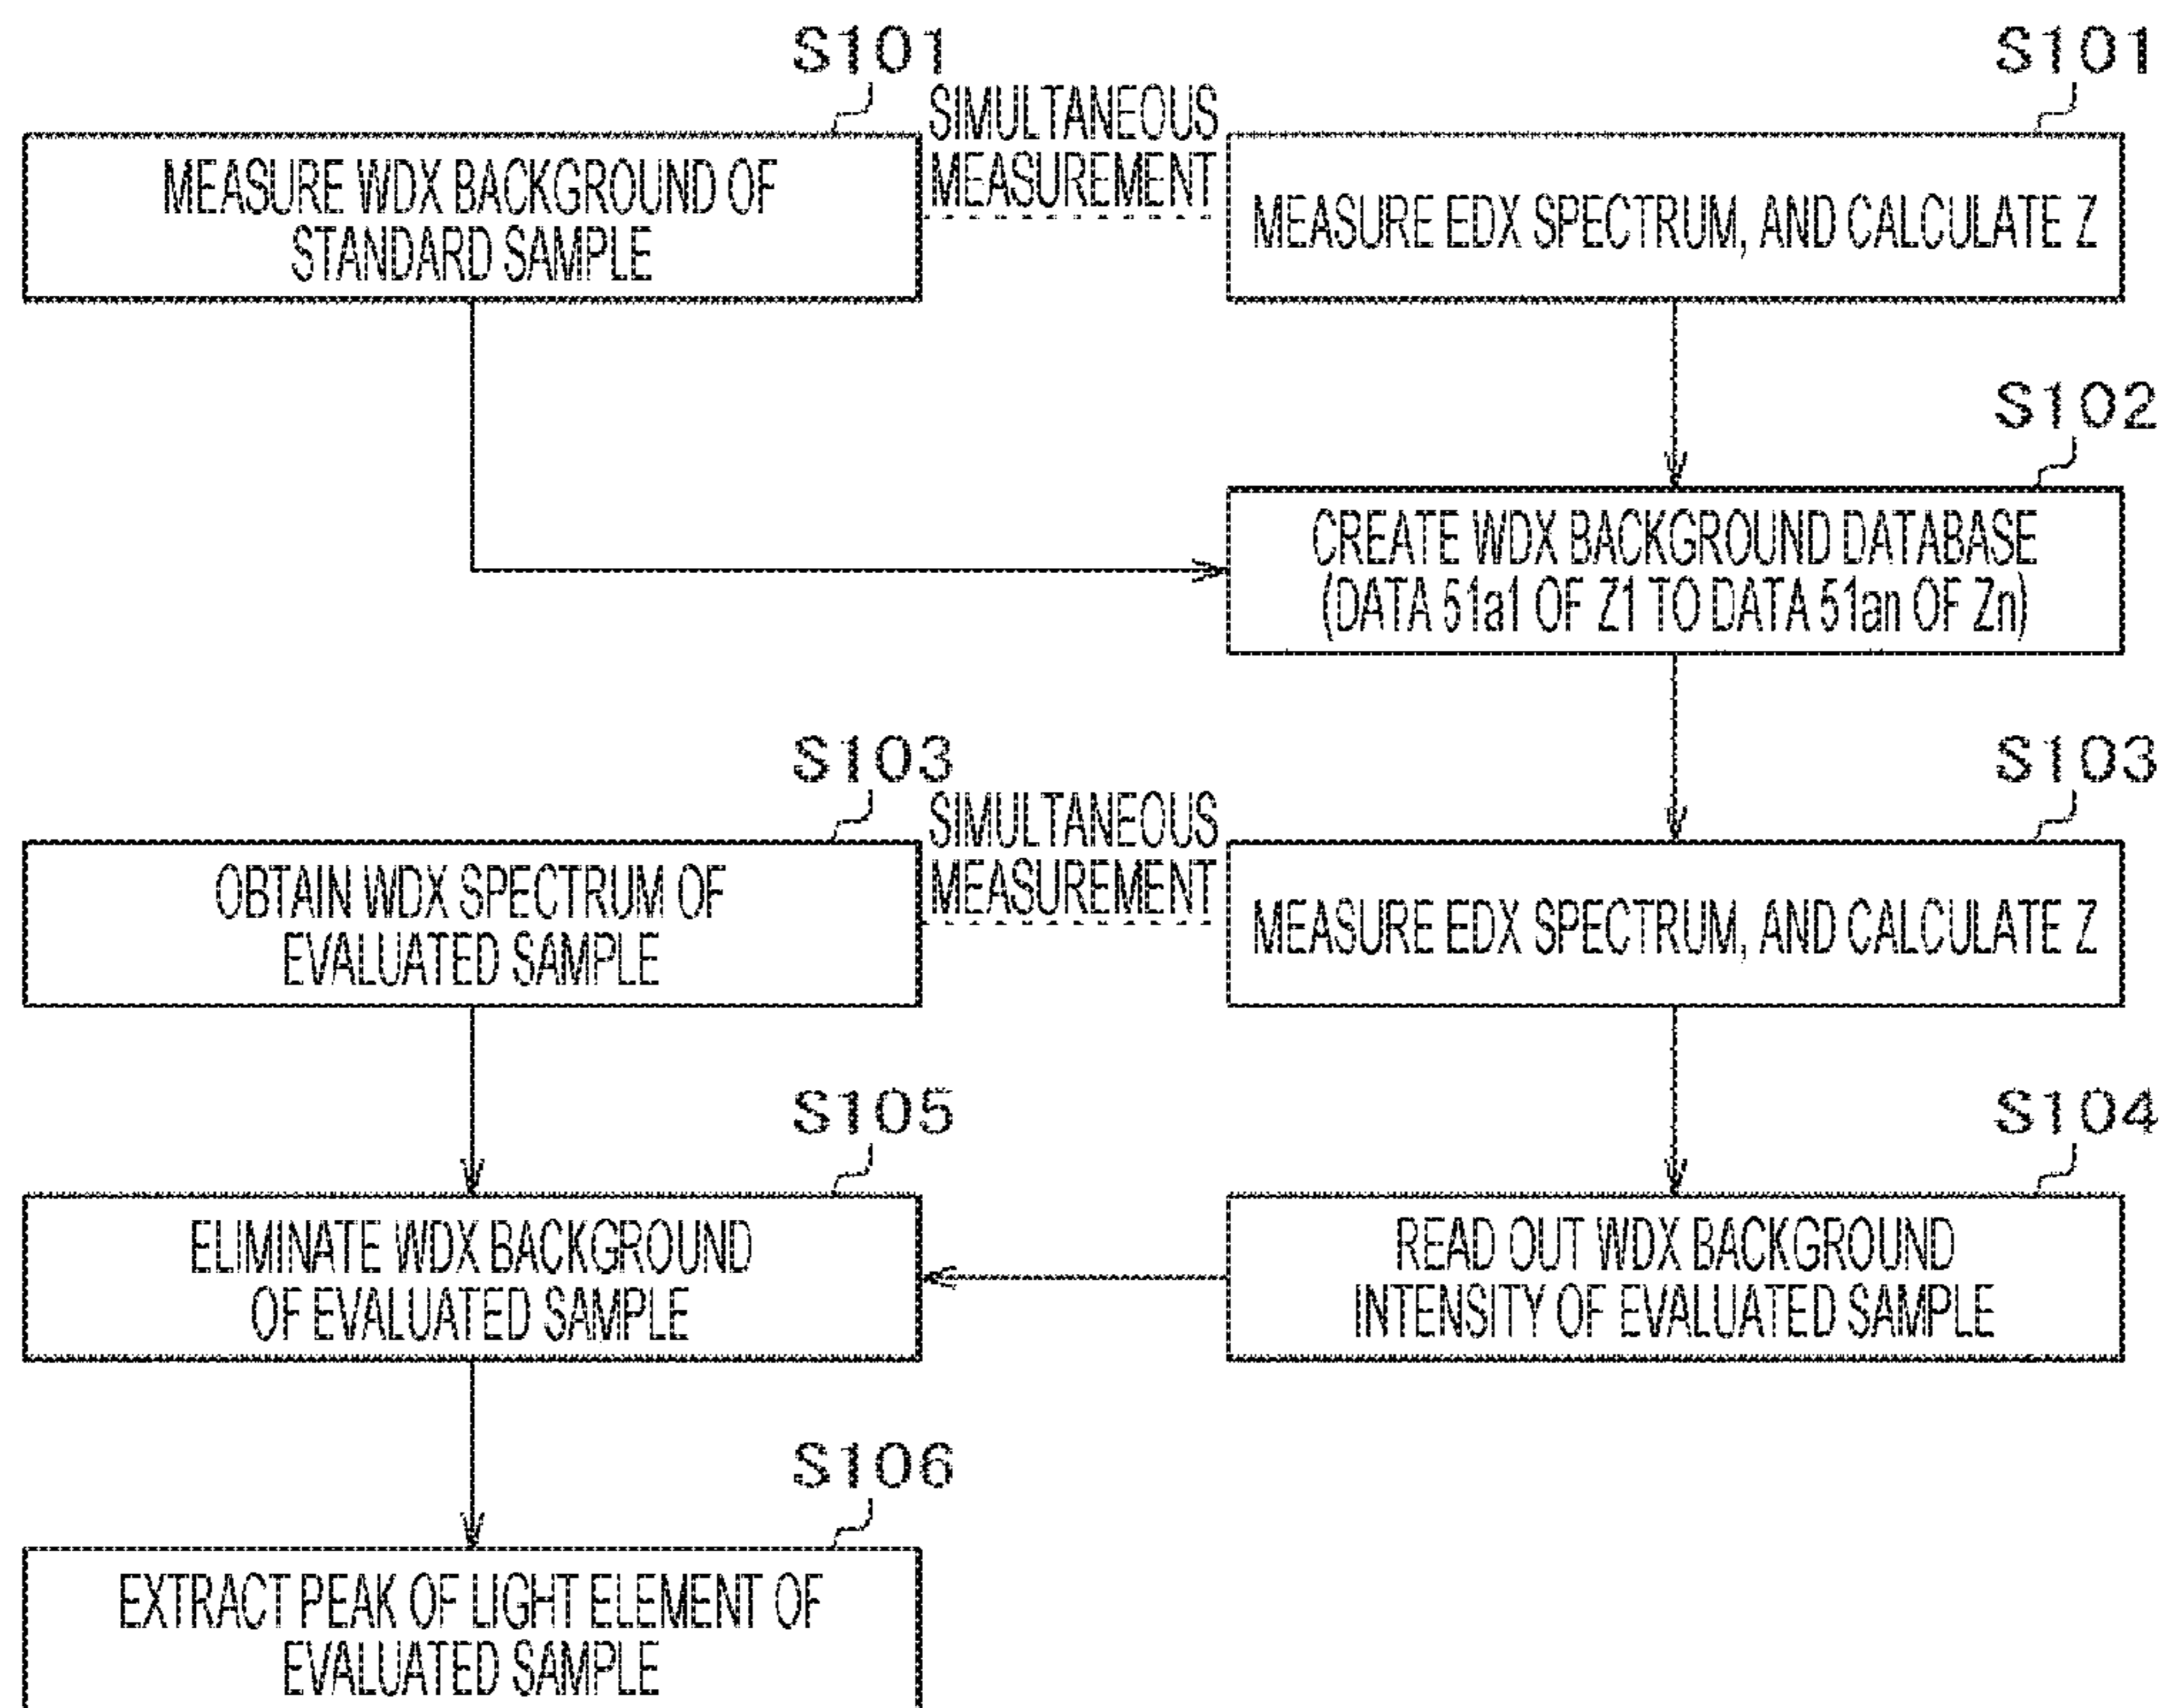 S101
SIMULTANEOUS
MEASUREMENT
S101
MEASURE WDX BACKGROUND OF
STANDARD SAMPLE
MEASURE EDX SPECTRUM, AND CALCULATE Z
S102
CREATE WDX BACKGROUND DATABASE
(DATA 51a1 OF Z1 TO DATA 51an OF Zn)
S103
SIMULTANEOUS
MEASUREMENT
S103
OBTAIN WDX SPECTRUM OF
EVALUATED SAMPLE
MEASURE EDX SPECTRUM, AND CALCULATE Z
S105
S104
ELIMINATE WDX BACKGROUND
OF EVALUATED SAMPLE
READ OUT WDX BACKGROUND
INTENSITY OF EVALUATED SAMPLE
S106
EXTRACT PEAK OF LIGHT ELEMENT OF
EVALUATED SAMPLE